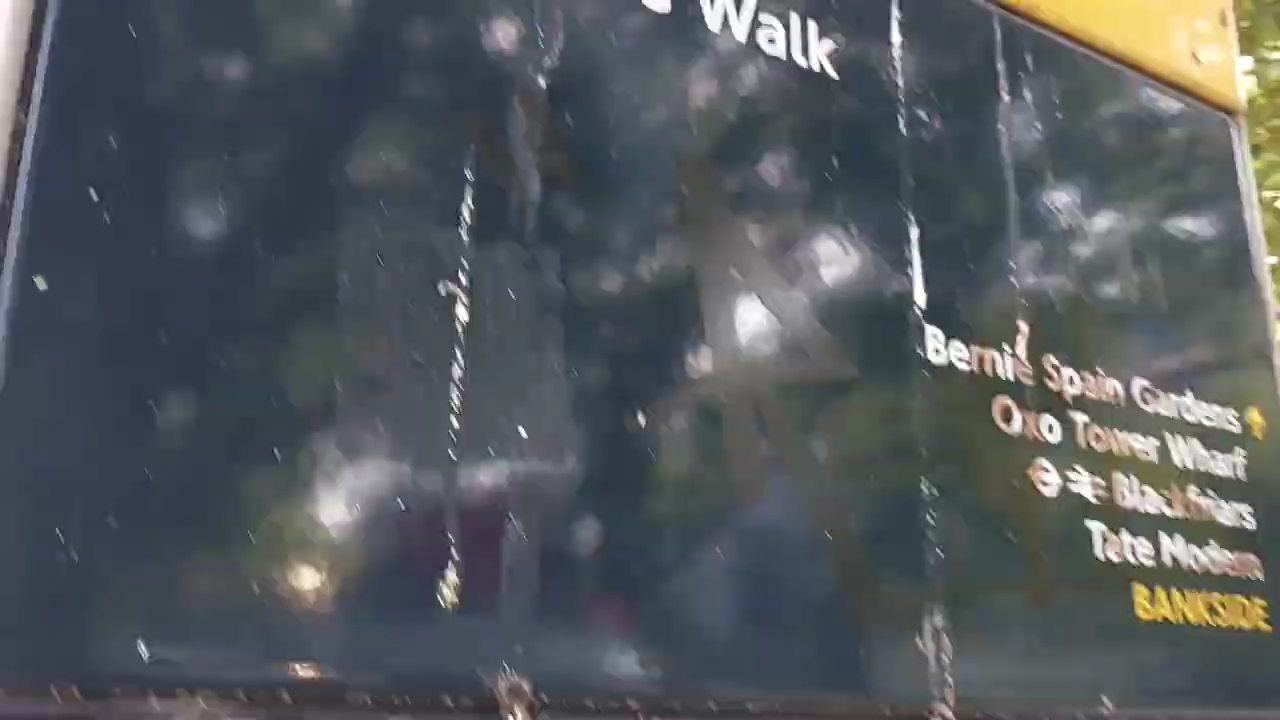 Walk
Bernie Spain Gardens
Oxo Tower Wharf
Blackfriars
Tate Modern
BANKSIDE